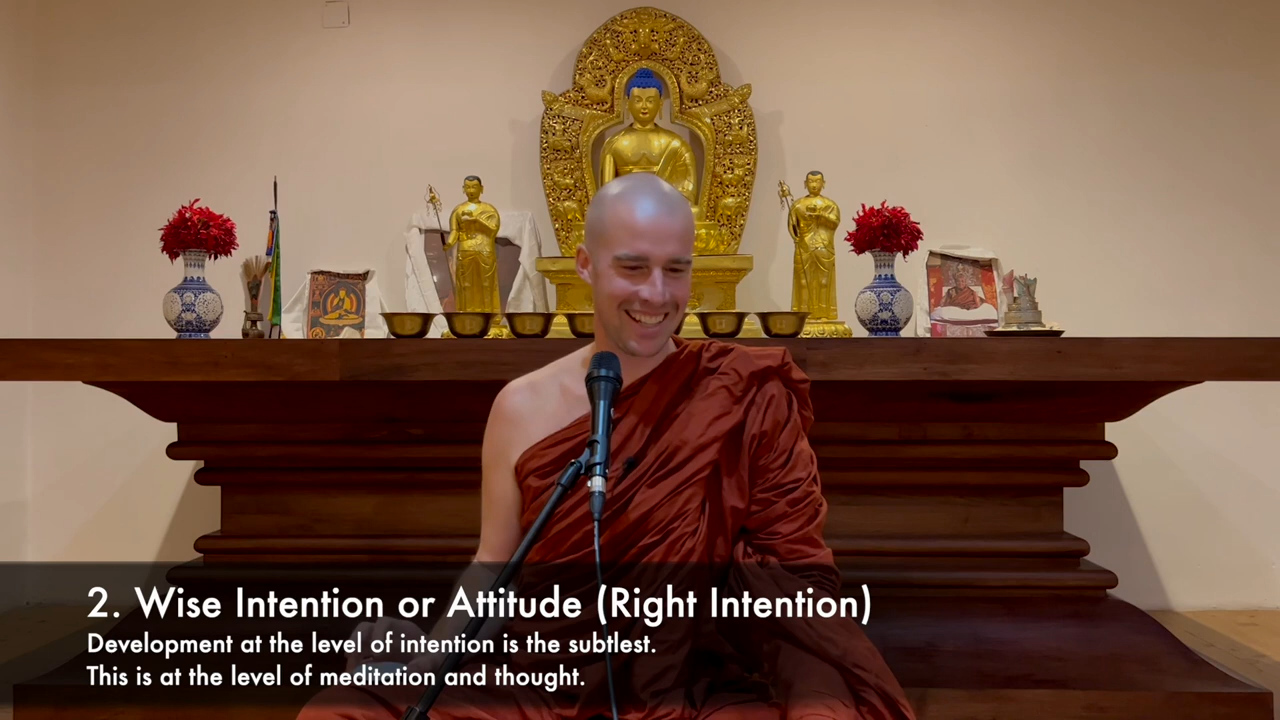 2. Wise Intention or Attitude (Right Intention)
Development at the level of intention is the subtlest.
This is at the level of meditation and thought.